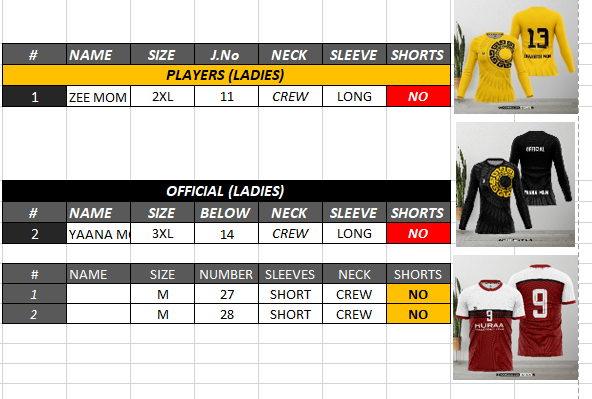 # NAME SIZE J.No NECK SLEEVE SHORTS
PLAYERS (LADIES)
1 ZEE MOM 2XL 11 CREW LONG NO
13
OFFICIAL (LADIES)
# NAME SIZE BELOW NECK SLEEVE SHORTS
2 YAANA M 3XL 14 CREW LONG NO
OFFICIAL
YAANA MOM
# NAME SIZE NUMBER SLEEVES NECK SHORTS
1 M 27 SHORT CREW NO
2 M 28 SHORT CREW NO
9
9
HURAA